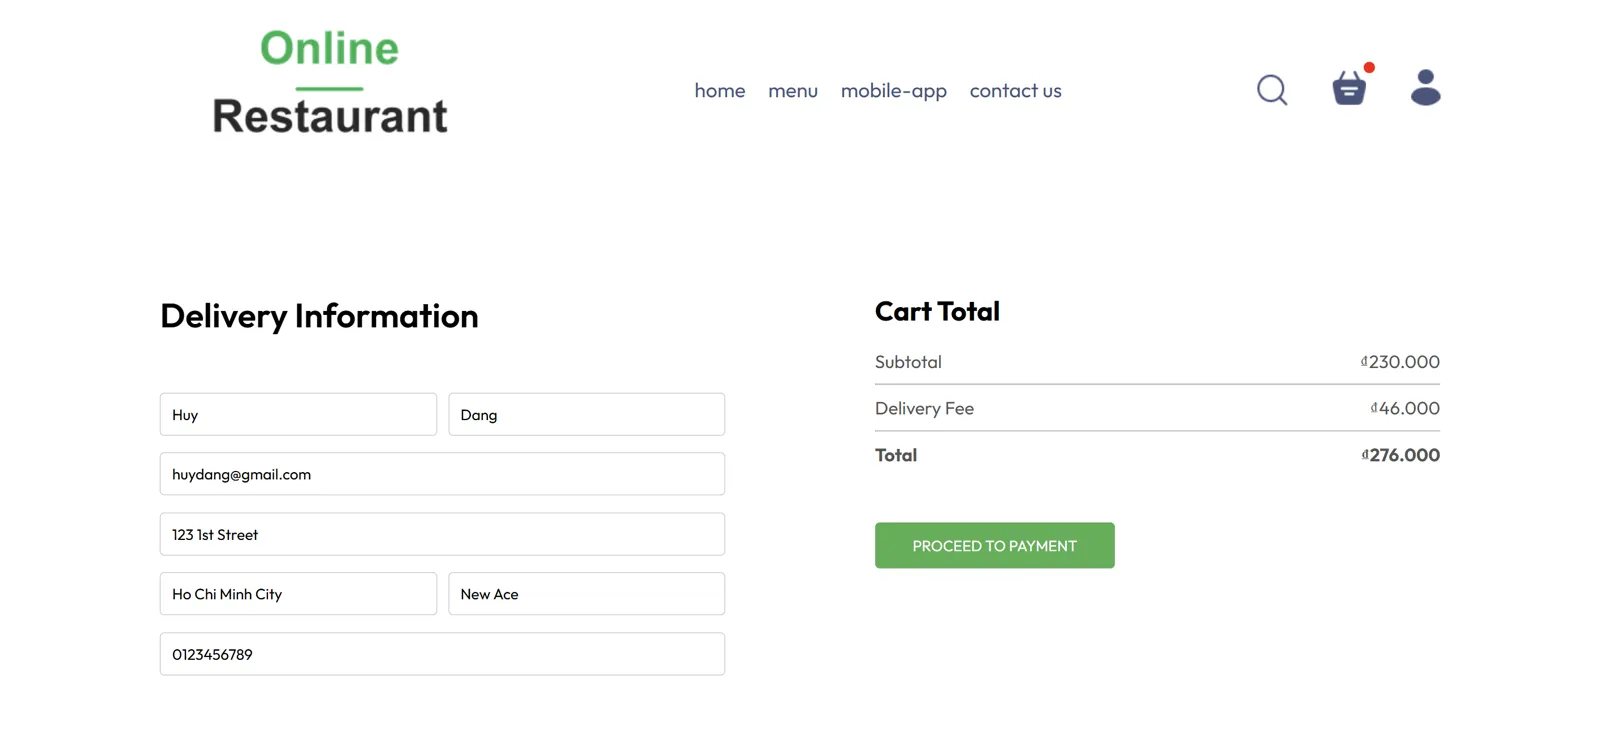 Online
Restaurant
home menu mobile-app contact us
Delivery Information
Huy Dang
huydang@gmail.com
123 1st Street
Ho Chi Minh City New Ace
0123456789
Cart Total
Subtotal ₫230.000
Delivery Fee ₫46.000
Total ₫276.000
PROCEED TO PAYMENT